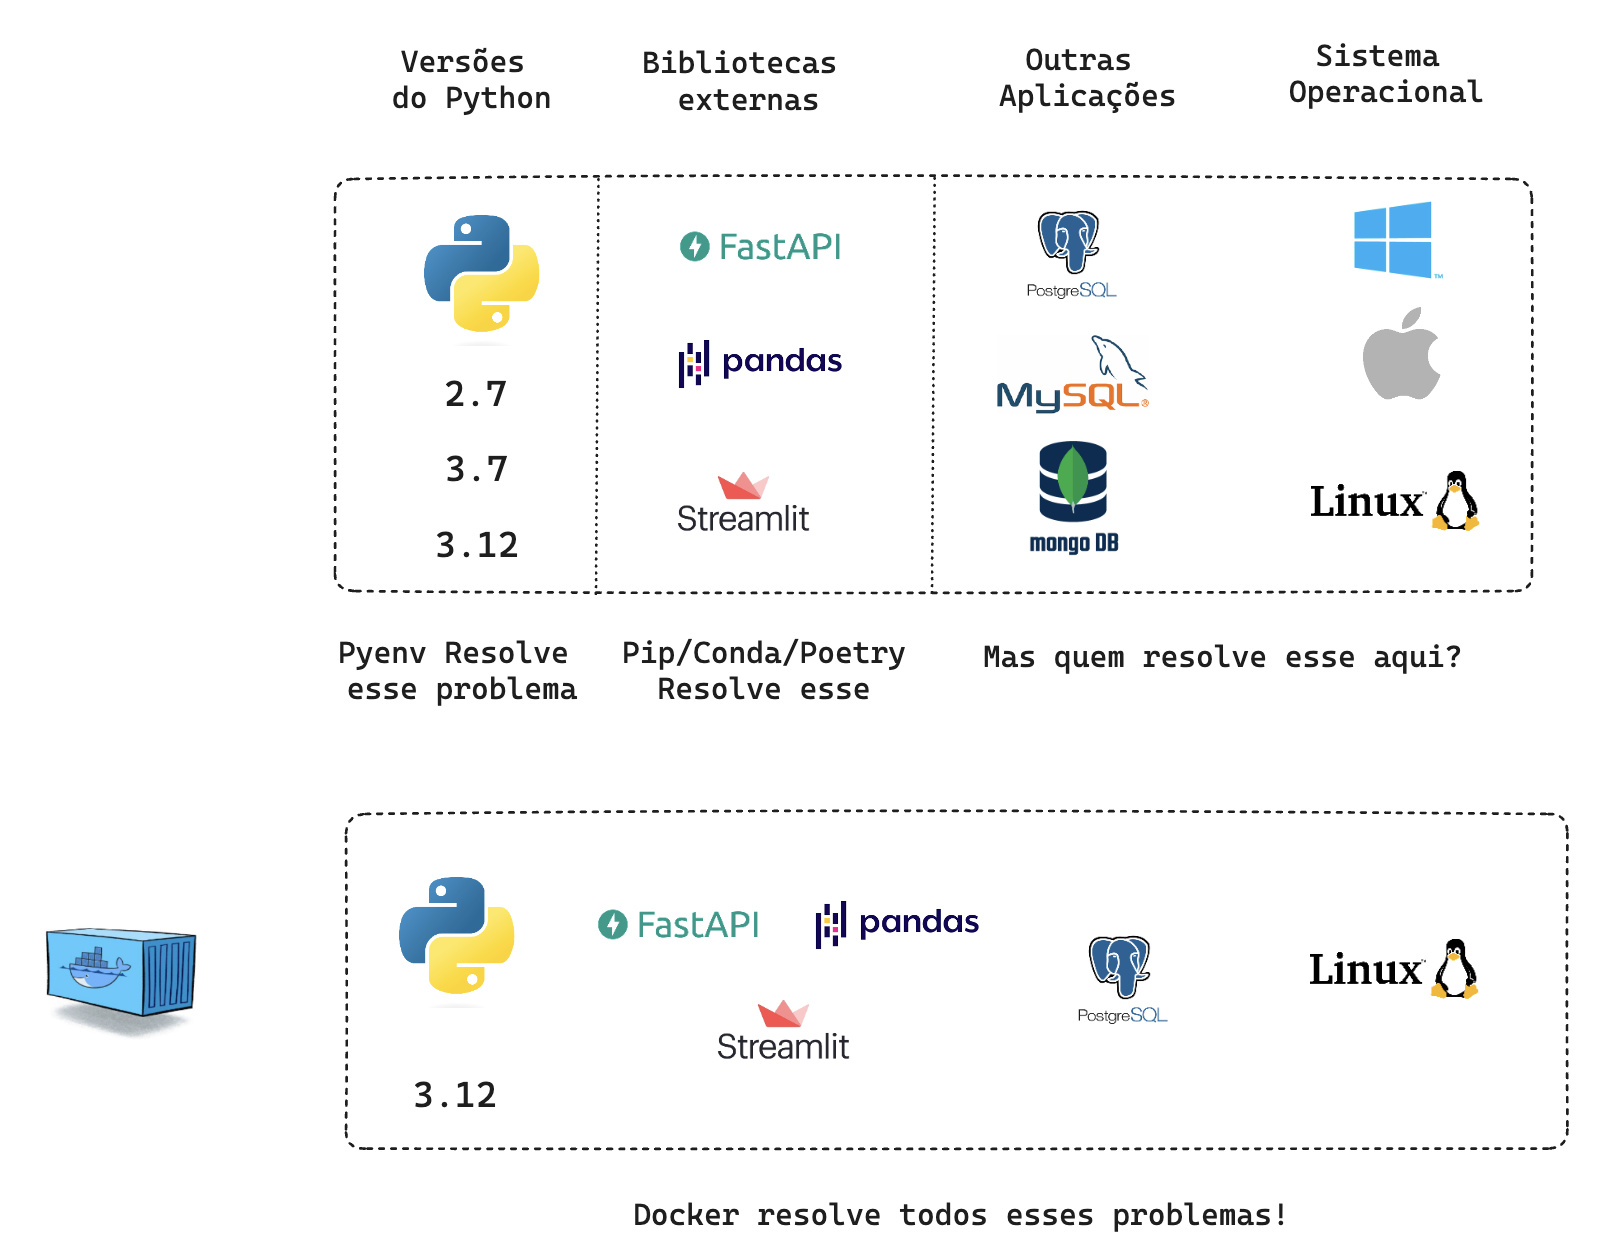 Versões
do Python
Bibliotecas
externas
Outras
Aplicações
Sistema
Operacional
FastAPI
PostgreSQL
pandas
2.7
MySQL®
3.7
Streamlit
Linux
3.12
mongo DB
Pyenv Resolve
esse problema
Pip/Conda/Poetry
Resolve esse
Mas quem resolve esse aqui?
FastAPI
pandas
Linux
PostgreSQL
Streamlit
3.12
Docker resolve todos esses problemas!